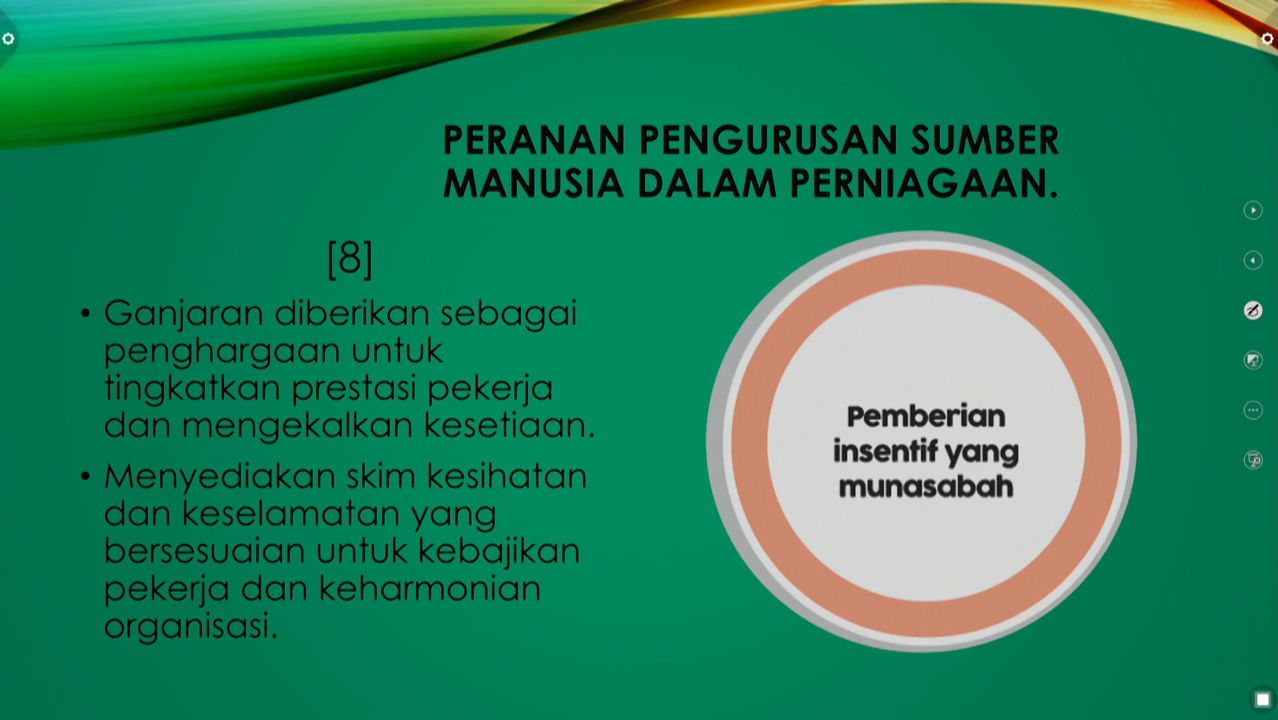 PERANAN PENGURUSAN SUMBER
MANUSIA DALAM PERNIAGAAN.
[8]
• Ganjaran diberikan sebagai
penghargaan untuk
tingkatkan prestasi pekerja
dan mengekalkan kesetiaan.
• Menyediakan skim kesihatan
dan keselamatan yang
bersesuaian untuk kebajikan
pekerja dan keharmonian
organisasi.
Pemberian
insentif yang
munasabah